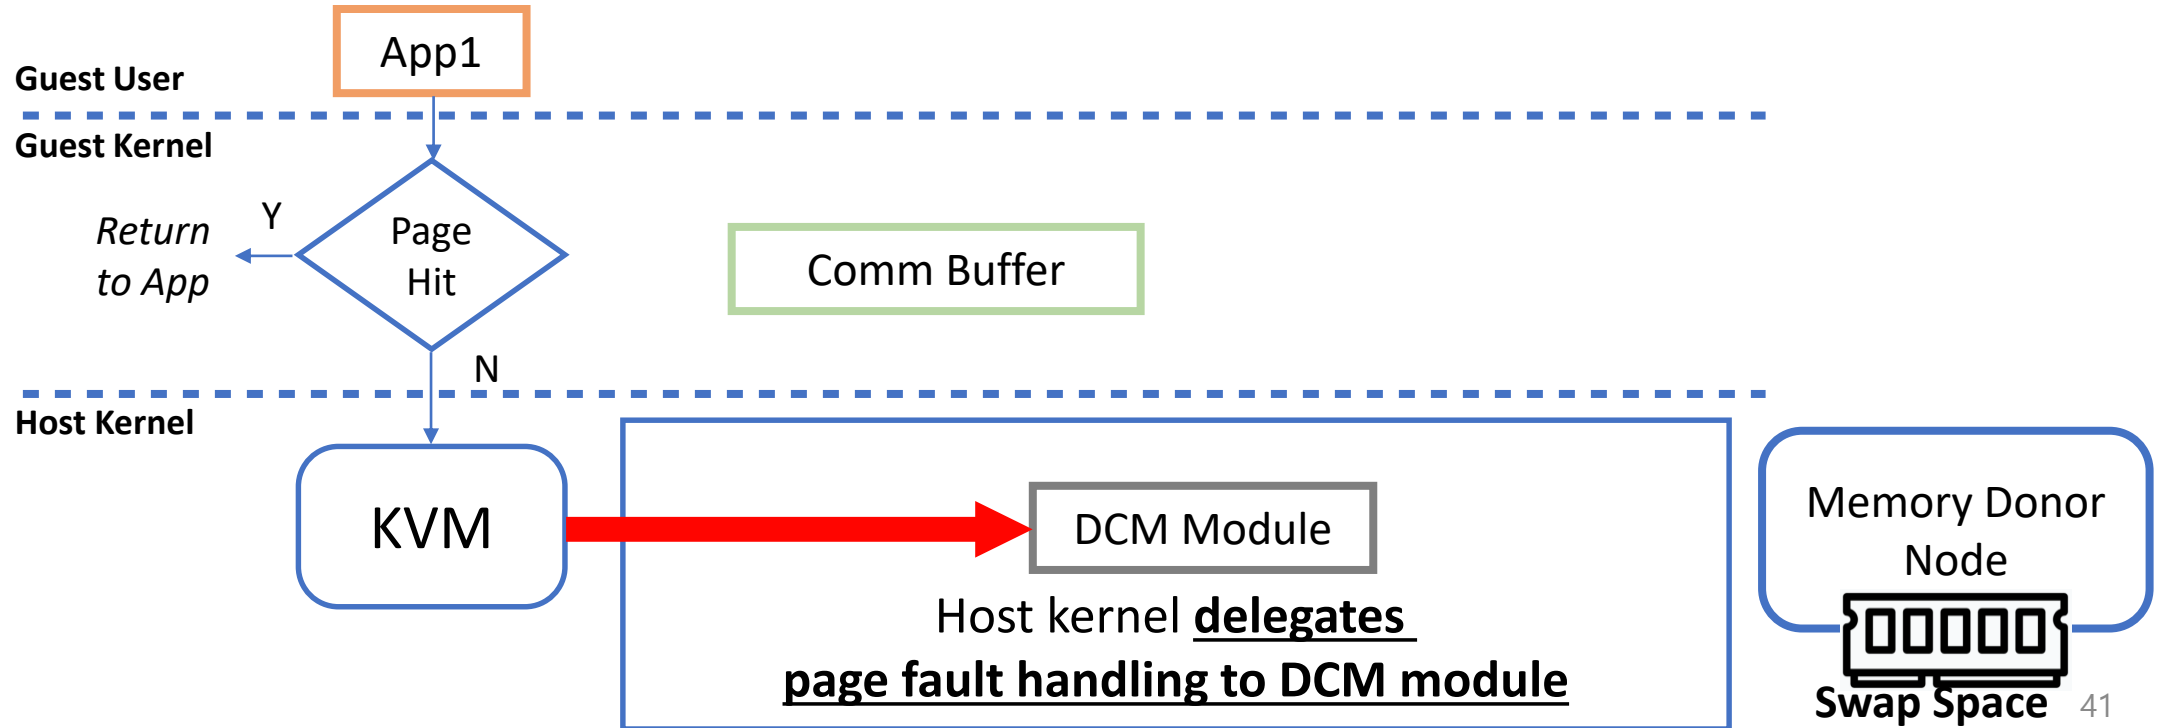 App1
Guest User
Guest Kernel
Return
to App
Y
Page
Hit
Comm Buffer
N
Host Kernel
KVM
DCM Module
Host kernel delegates
page fault handling to DCM module
Memory Donor
Node
Swap Space
41